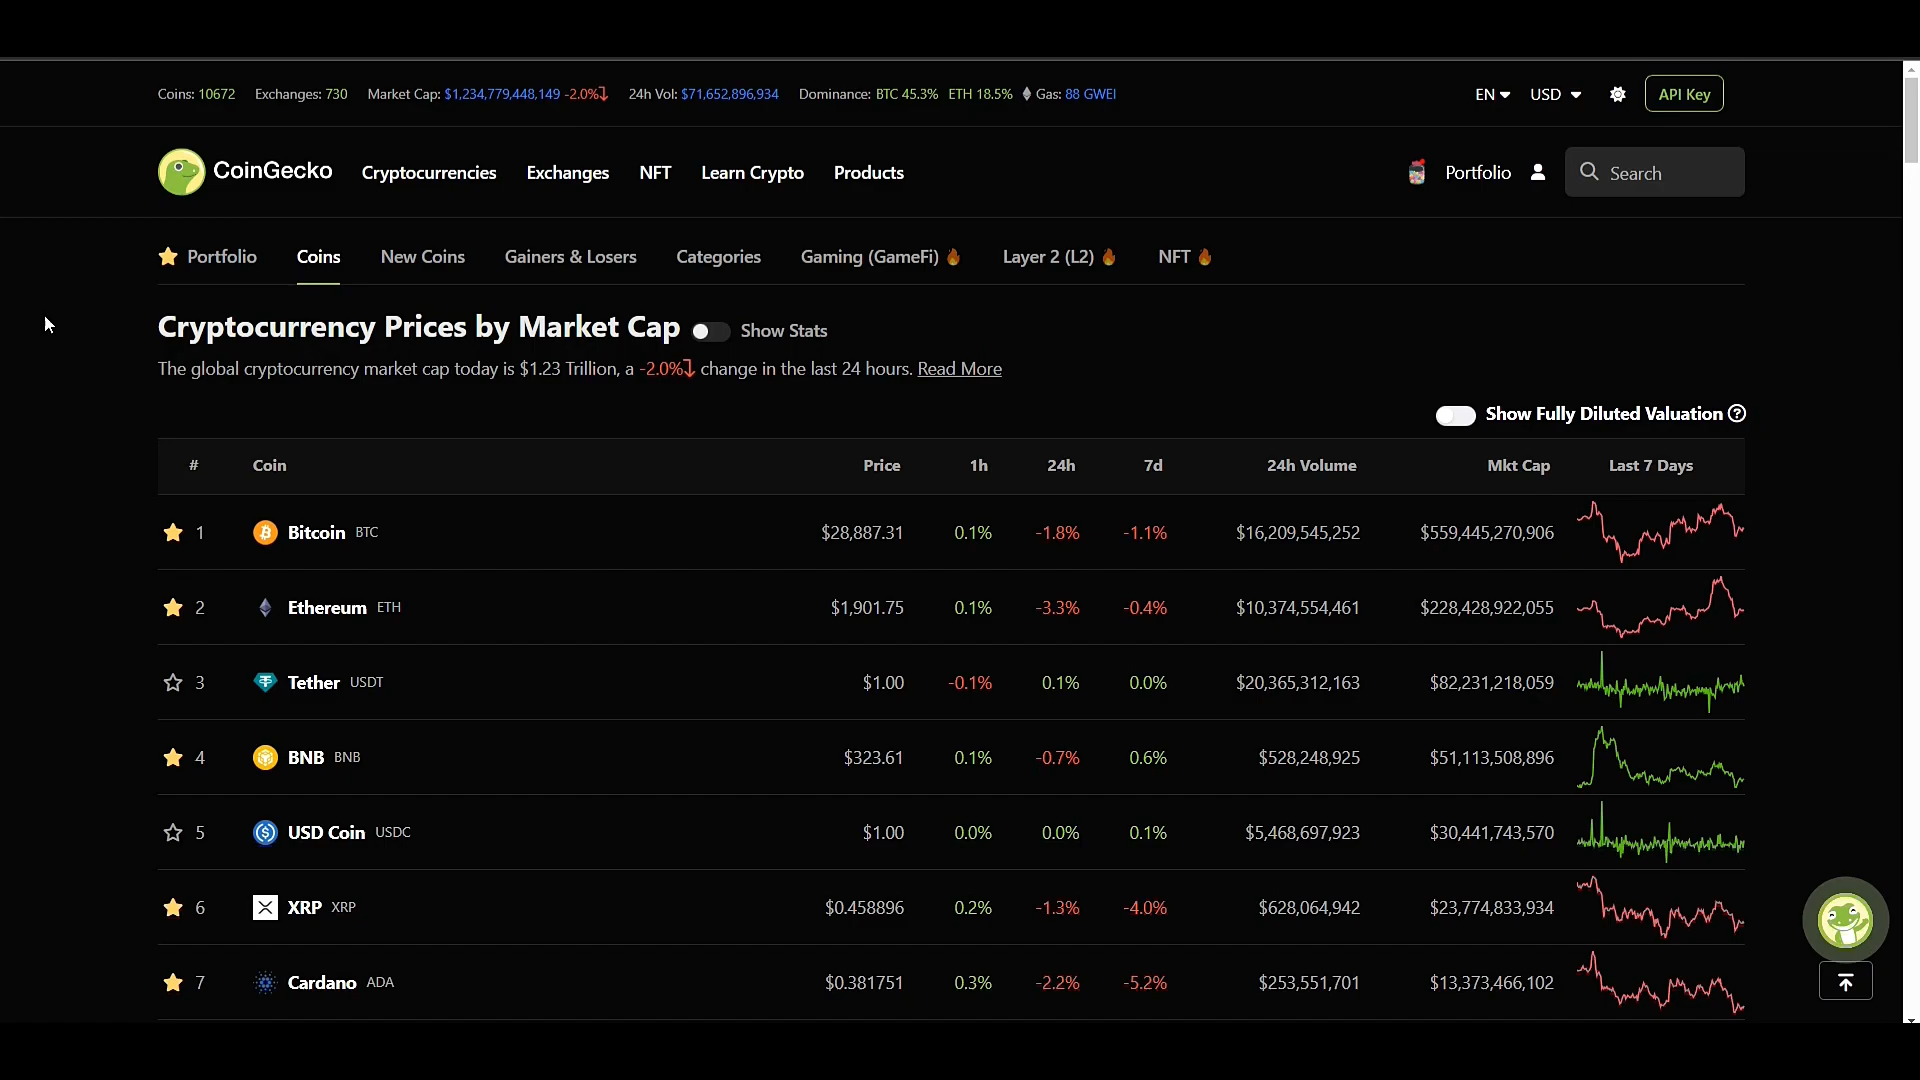 Coins: 10672 Exchanges: 730 Market Cap: $1,234,779,448,149 -2.0% 24h Vol: $71,652,896,934 Dominance: BTC 45.3% ETH 18.5% Gas: 88 GWEI EN USD API Key
CoinGecko Cryptocurrencies Exchanges NFT Learn Crypto Products Portfolio Search
Portfolio Coins New Coins Gainers & Losers Categories Gaming (GameFi) Layer 2 (L2) NFT
Cryptocurrency Prices by Market Cap Show Stats
The global cryptocurrency market cap today is $1.23 Trillion, a -2.0% change in the last 24 hours. Read More
Show Fully Diluted Valuation ?
# Coin Price 1h 24h 7d 24h Volume Mkt Cap Last 7 Days
1 Bitcoin BTC $28,887.31 0.1% -1.8% -1.1% $16,209,545,252 $559,445,270,906
2 Ethereum ETH $1,901.75 0.1% -3.3% -0.4% $10,374,554,461 $228,428,922,055
3 Tether USDT $1.00 -0.1% 0.1% 0.0% $20,365,312,163 $82,231,218,059
4 BNB BNB $323.61 0.1% -0.7% 0.6% $528,248,925 $51,113,508,896
5 USD Coin USDC $1.00 0.0% 0.0% 0.1% $5,468,697,923 $30,441,743,570
6 XRP XRP $0.458896 0.2% -1.3% -4.0% $628,064,942 $23,774,833,934
7 Cardano ADA $0.381751 0.3% -2.2% -5.2% $253,551,701 $13,373,466,102